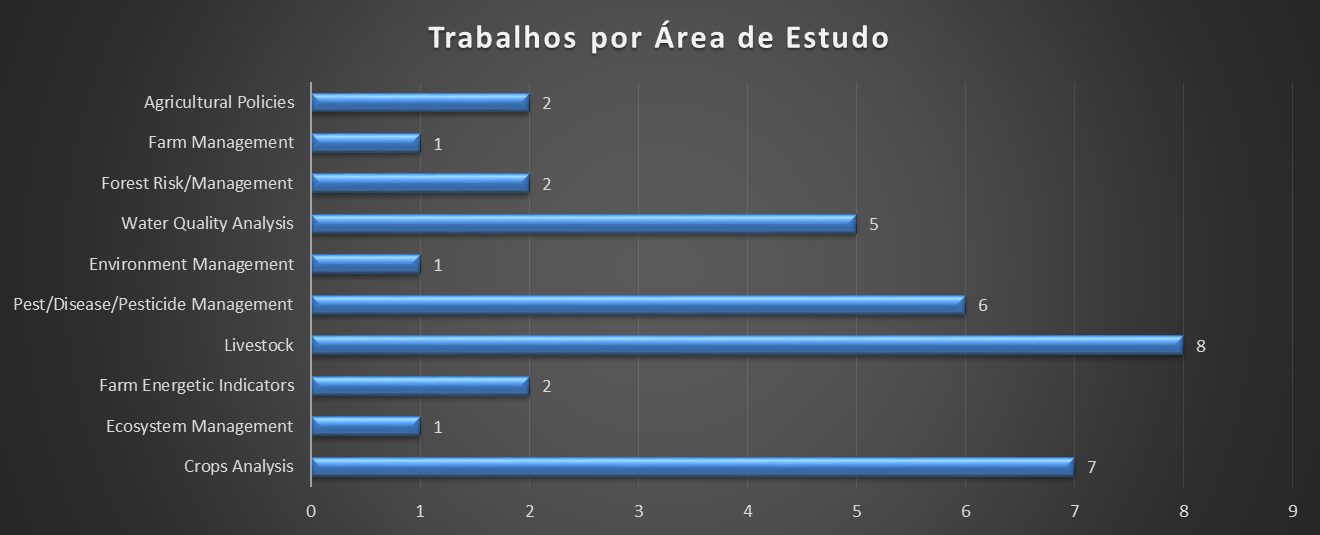 Trabalhos por Área de Estudo
Agricultural Policies 2
Farm Management 1
Forest Risk/Management 2
Water Quality Analysis 5
Environment Management 1
Pest/Disease/Pesticide Management 6
Livestock 8
Farm Energetic Indicators 2
Ecosystem Management 1
Crops Analysis 7
0 1 2 3 4 5 6 7 8 9